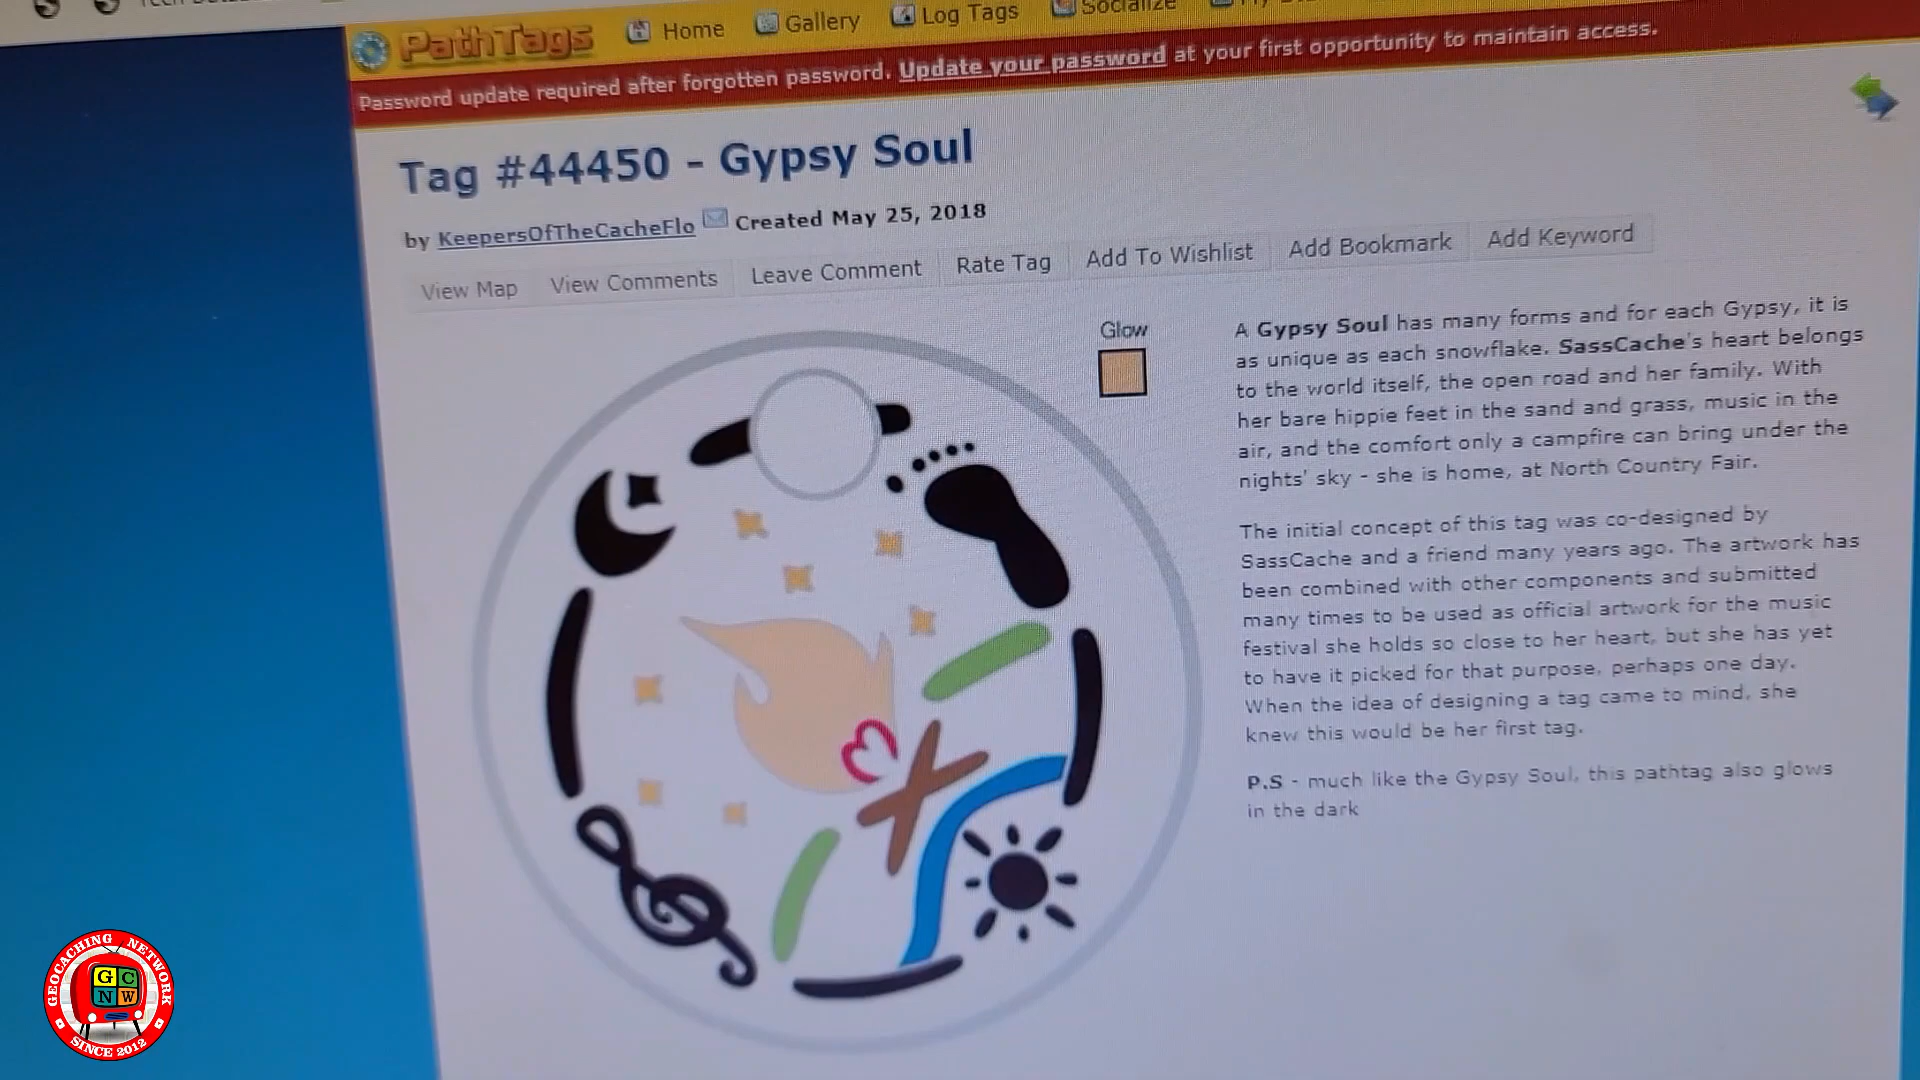 PathTags
Home
Gallery
Log Tags
Socialize
Password update required after forgotten password. Update your password at your first opportunity to maintain access.
Tag #44450 - Gypsy Soul
by KeepersOfTheCacheFlo Created May 25, 2018
View Map
View Comments
Leave Comment
Rate Tag
Add To Wishlist
Add Bookmark
Add Keyword
Glow
A Gypsy Soul has many forms and for each Gypsy, it is
as unique as each snowflake. SassCache's heart belongs
to the world itself, the open road and her family. With
her bare hippie feet in the sand and grass, music in the
air, and the comfort only a campfire can bring under the
nights' sky - she is home, at North Country Fair.
The initial concept of this tag was co-designed by
SassCache and a friend many years ago. The artwork has
been combined with other components and submitted
many times to be used as official artwork for the music
festival she holds so close to her heart, but she has yet
to have it picked for that purpose, perhaps one day.
When the idea of designing a tag came to mind, she
knew this would be her first tag.
P.S - much like the Gypsy Soul, this pathtag also glows
in the dark
GEOCACHING NETWORK
G C
N W
SINCE 2012